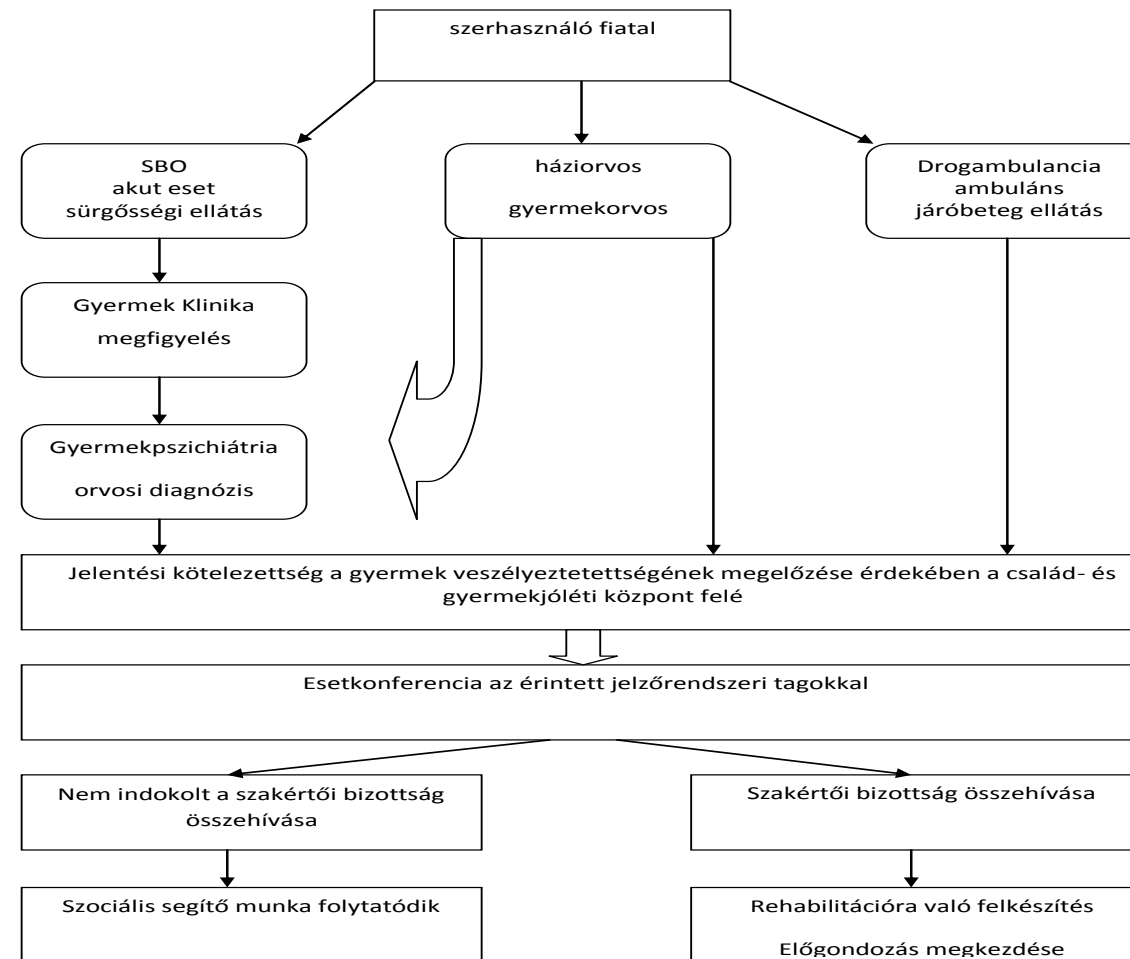 szerhasználó fiatal
SBO
akut eset
sürgősségi ellátás
háziorvos
gyermekorvos
Drogambulancia
ambuláns
járóbeteg ellátás
Gyermek Klinika
megfigyelés
Gyermekpszichiátria
orvosi diagnózis
Jelentési kötelezettség a gyermek veszélyeztetettségének megelőzése érdekében a család- és
gyermekjóléti központ felé
Esetkonferencia az érintett jelzőrendszeri tagokkal
Nem indokolt a szakértői bizottság
összehívása
Szakértői bizottság összehívása
Szociális segítő munka folytatódik
Rehabilitációra való felkészítés
Előgondozás megkezdése